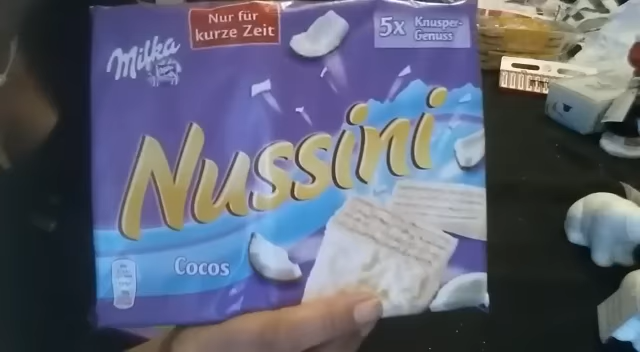 Nur für
kurze Zeit
Milka
5x Knusper-
Genuss
Nussini
Cocos